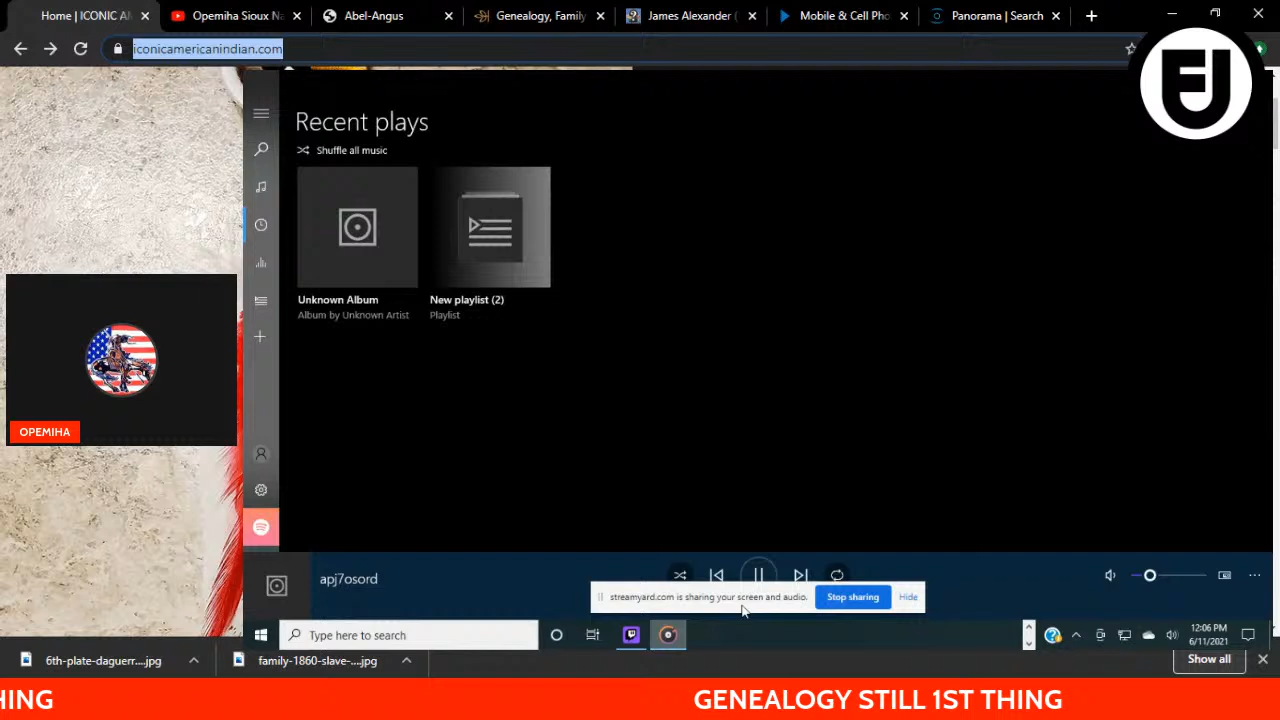 Home | ICONIC Al
Opemiha Sioux Na
Abel-Angus
Genealogy, Family
James Alexander (
Mobile & Cell Pho
Panorama | Search
iconicamericanindian.com
EJ
Recent plays
Shuffle all music
Unknown Album
Album by Unknown Artist
New playlist (2)
Playlist
OPEMIHA
apj7osord
streamyard.com is sharing your screen and audio.
Stop sharing
Hide
Type here to search
12:06 PM
6/11/2021
6th-plate-daguerr....jpg
family-1860-slave-....jpg
Show all
HING
GENEALOGY STILL 1ST THING